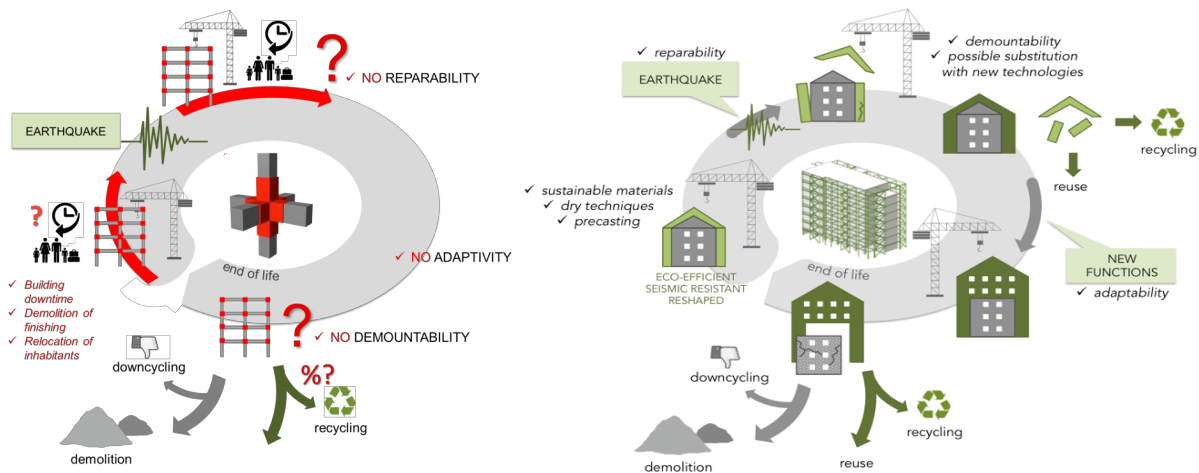 ?
✓ NO REPARABILITY
EARTHQUAKE
?
✓ NO ADAPTIVITY
end of life
✓ Building
downtime
✓ Demolition of
finishing
✓ Relocation of
inhabitants
?
✓ NO DEMOUNTABILITY
downcycling
%?
recycling
demolition
✓ reparability
EARTHQUAKE
✓ demountability
✓ possible substitution
with new technologies
recycling
reuse
✓ sustainable materials
✓ dry techniques
✓ precasting
ECO-EFFICIENT
SEISMIC RESISTANT
RESHAPED
end of life
NEW
FUNCTIONS
✓ adaptability
downcycling
recycling
demolition
reuse